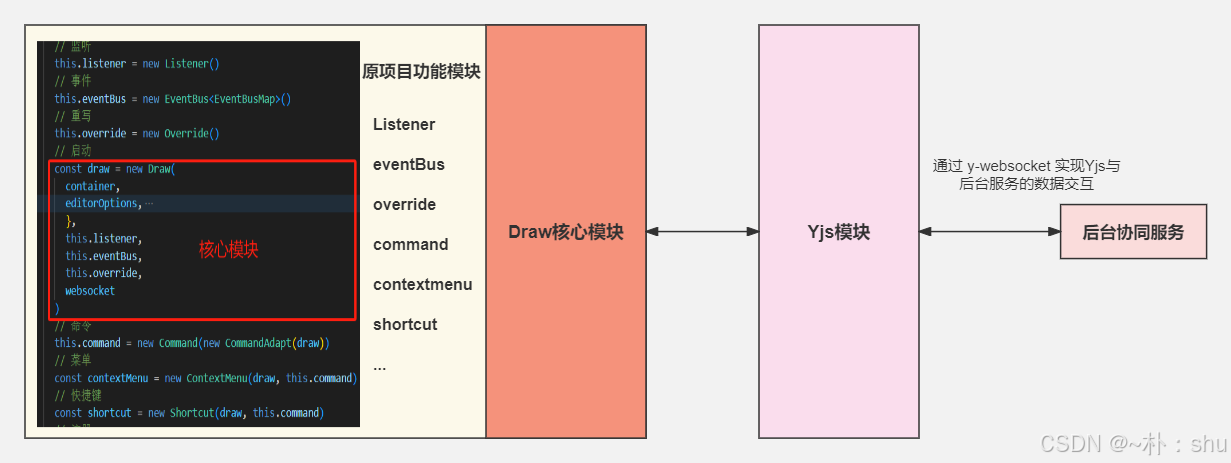 // 监听
this.listener = new Listener()
// 事件
this.eventBus = new EventBus<EventBusMap>()
// 重写
this.override = new Override()
// 启动
const draw = new Draw(
container,
editorOptions,…
},
this.listener,
this.eventBus,
this.override,
websocket
)
核心模块
// 命令
this.command = new Command(new CommandAdapt(draw))
// 菜单
const contextMenu = new ContextMenu(draw, this.command)
// 快捷键
const shortcut = new Shortcut(draw, this.command)
原项目功能模块
Listener
eventBus
override
command
contextmenu
shortcut
...
Draw核心模块
Yjs模块
通过 y-websocket 实现Yjs与
后台服务的数据交互
后台协同服务
CSDN @~朴：shu